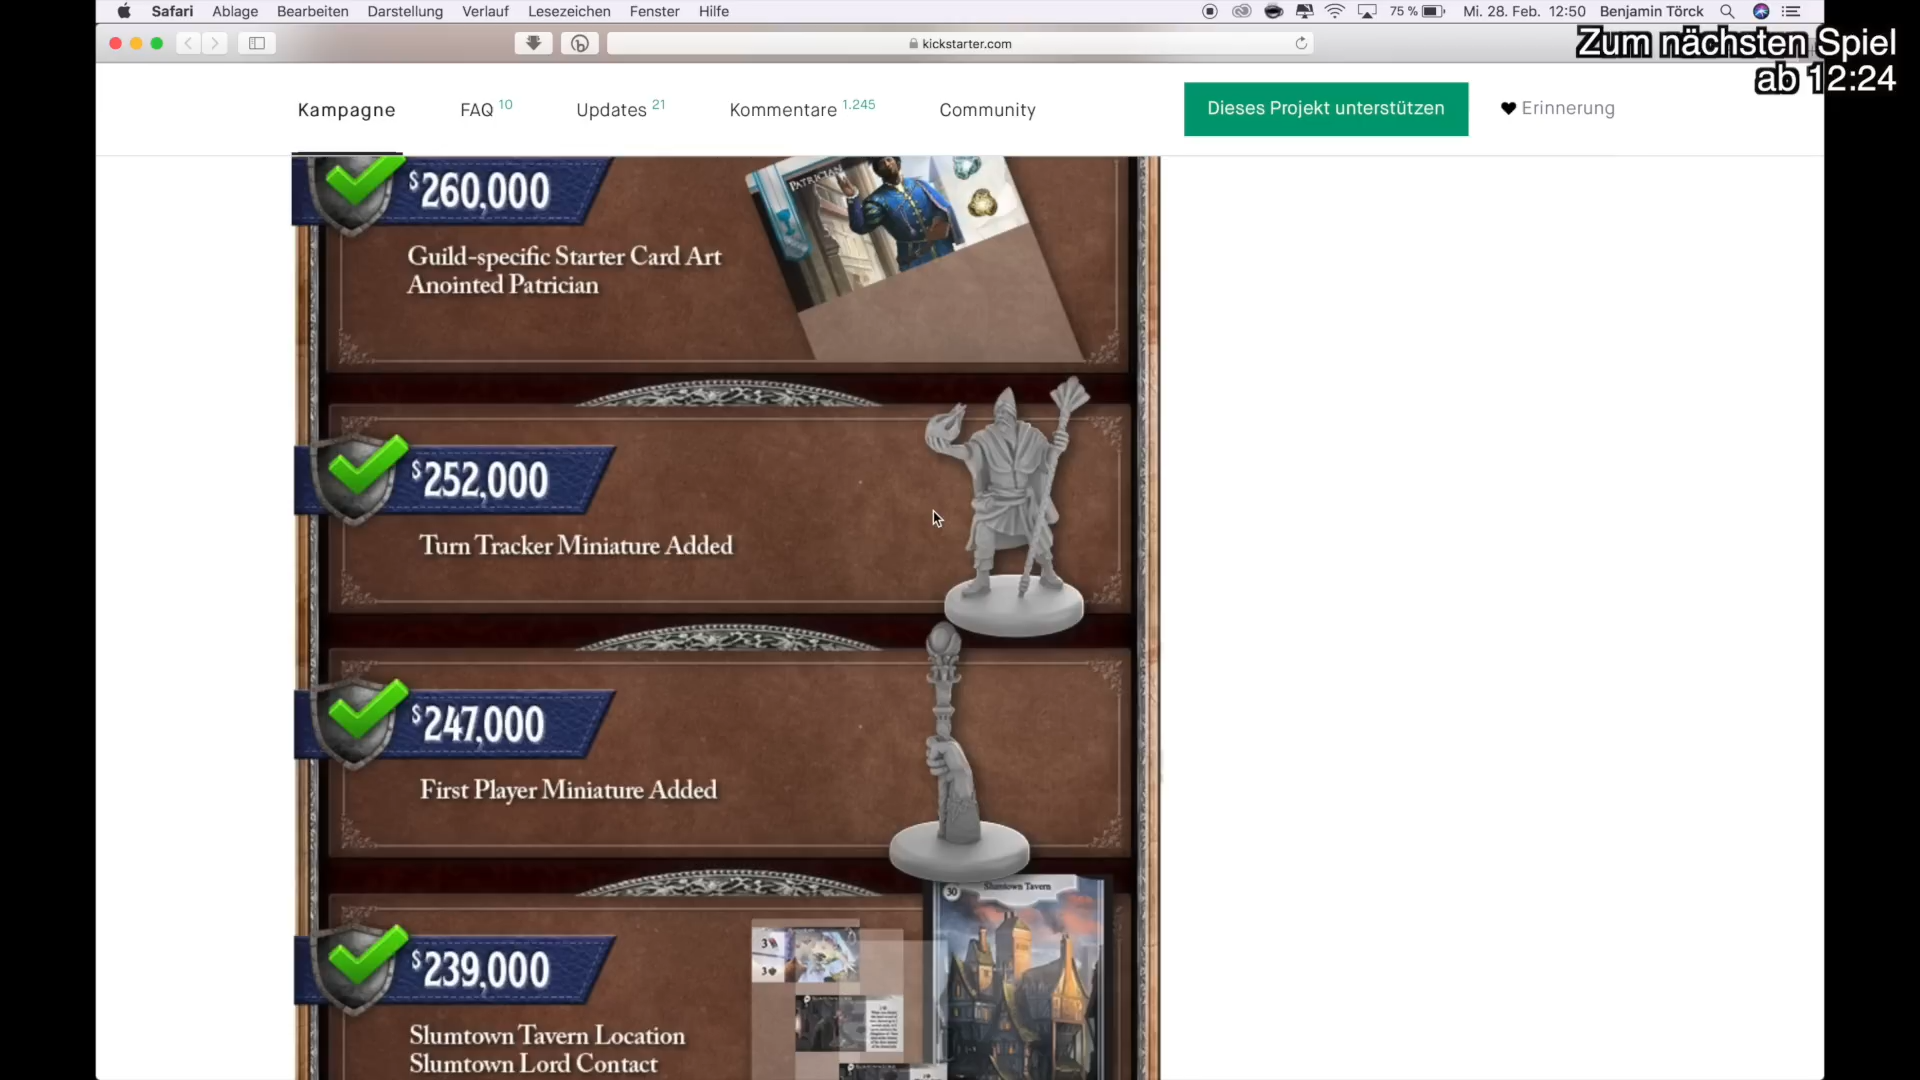 Safari Ablage Bearbeiten Darstellung Verlauf Lesezeichen Fenster Hilfe 75 % Mi. 28. Feb. 12:50 Benjamin Törck
kickstarter.com
Zum nächsten Spiel
ab 12:24
Kampagne FAQ 10 Updates 21 Kommentare 1.245 Community Dieses Projekt unterstützen Erinnerung
$260,000
PATRICIAN
Guild-specific Starter Card Art
Anointed Patrician
$252,000
Turn Tracker Miniature Added
$247,000
First Player Miniature Added
30 Slumtown Tavern
3
3
$239,000
Slumtown Tavern Location
Slumtown Lord Contact